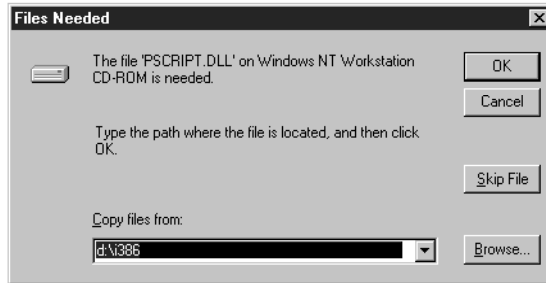 Files Needed
The file 'PSCRIPT.DLL' on Windows NT Workstation
CD-ROM is needed.
OK
Cancel
Type the path where the file is located, and then click
OK.
Skip File
Copy files from:
d:\i386
Browse...